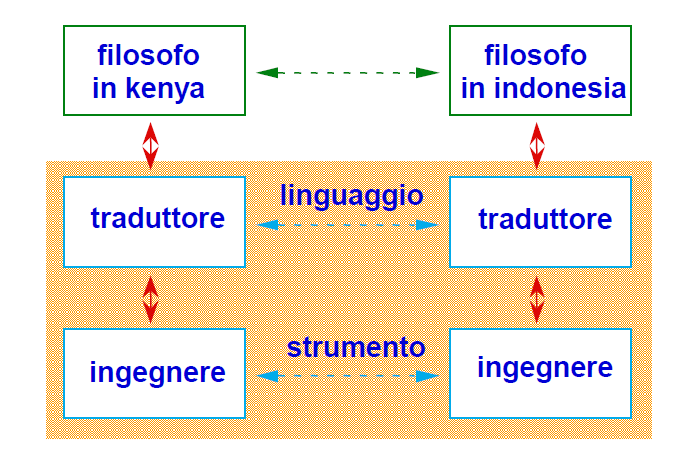 filosofo
in kenya
filosofo
in indonesia
linguaggio
traduttore
traduttore
strumento
ingegnere
ingegnere